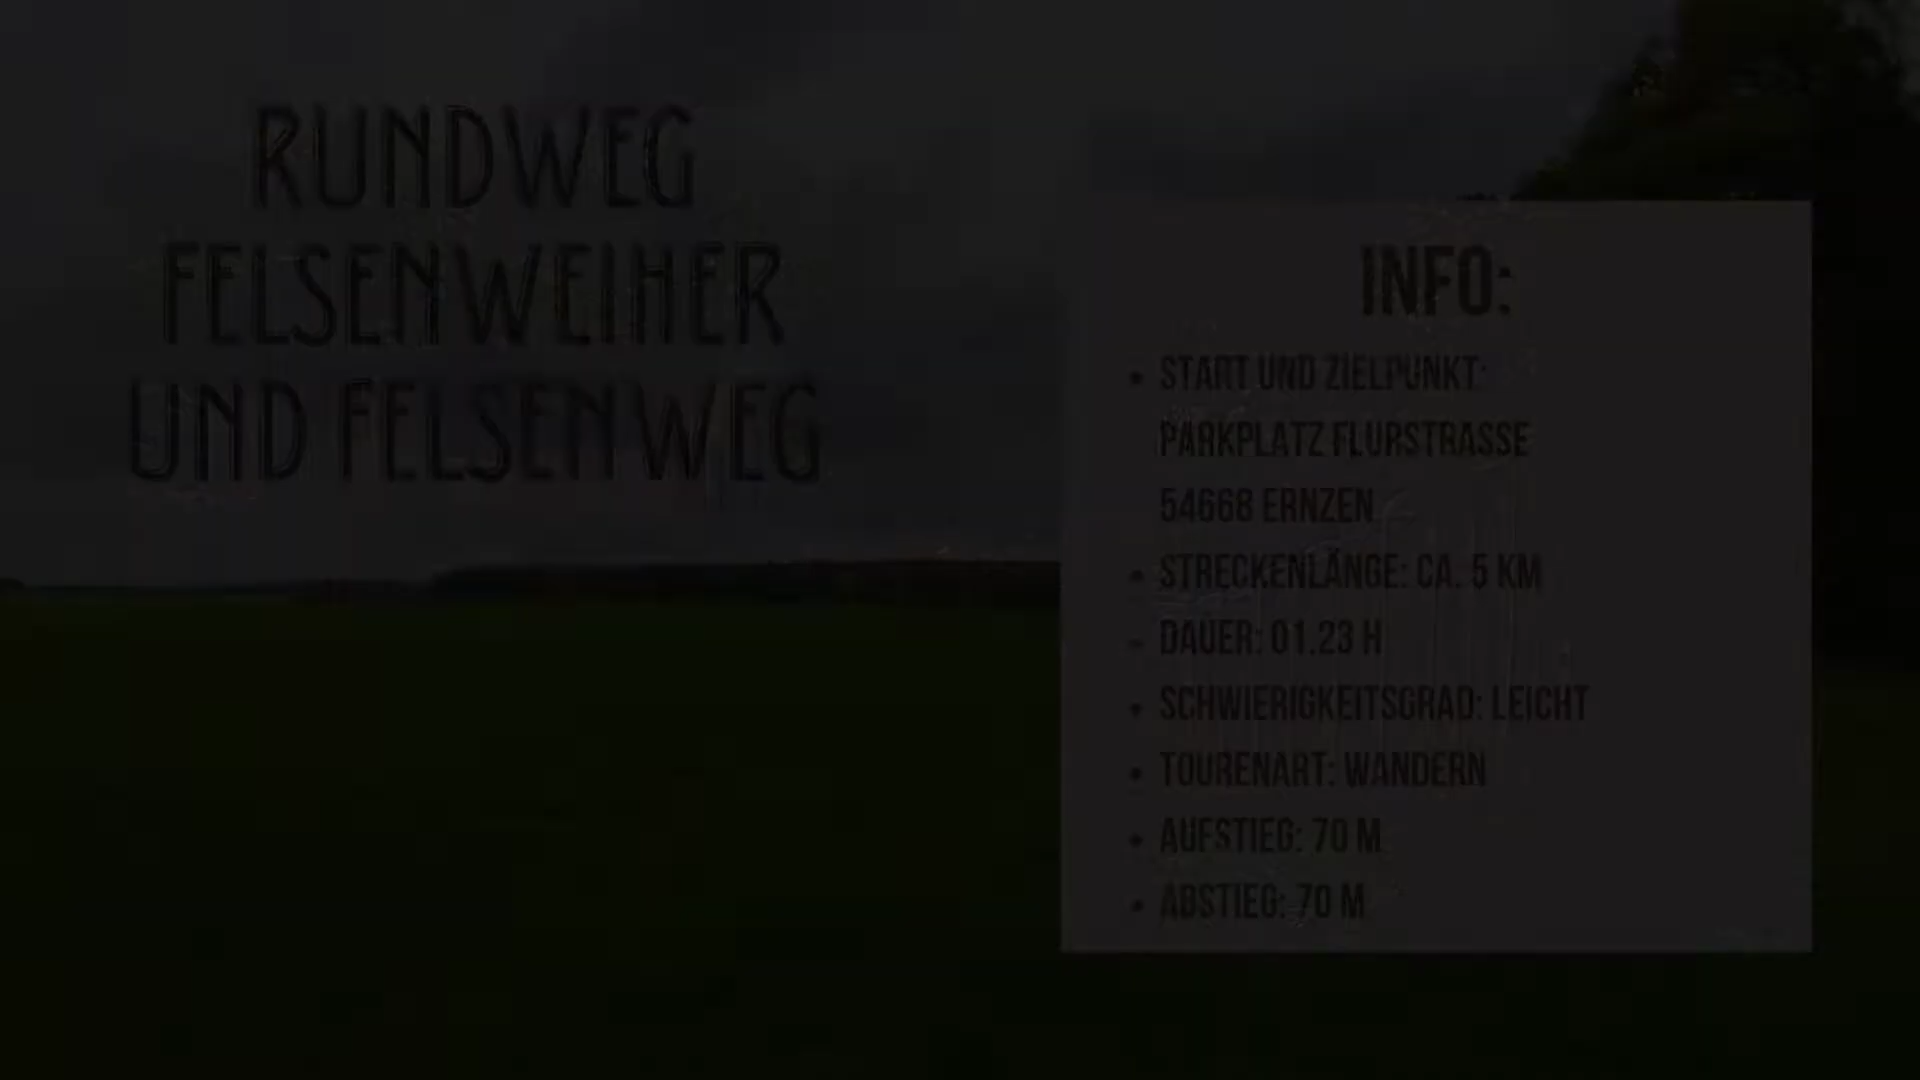 RUNDWEG
FELSENWEIHER
UND FELSENWEG
INFO:
• START UND ZIELPUNKT:
PARKPLATZ FLURSTRASSE
54668 ERNZEN
• STRECKENLÄNGE: CA. 5 KM
• DAUER: 01.23 H
• SCHWIERIGKEITSGRAD: LEICHT
• TOURENART: WANDERN
• AUFSTIEG: 70 M
• ABSTIEG: 70 M